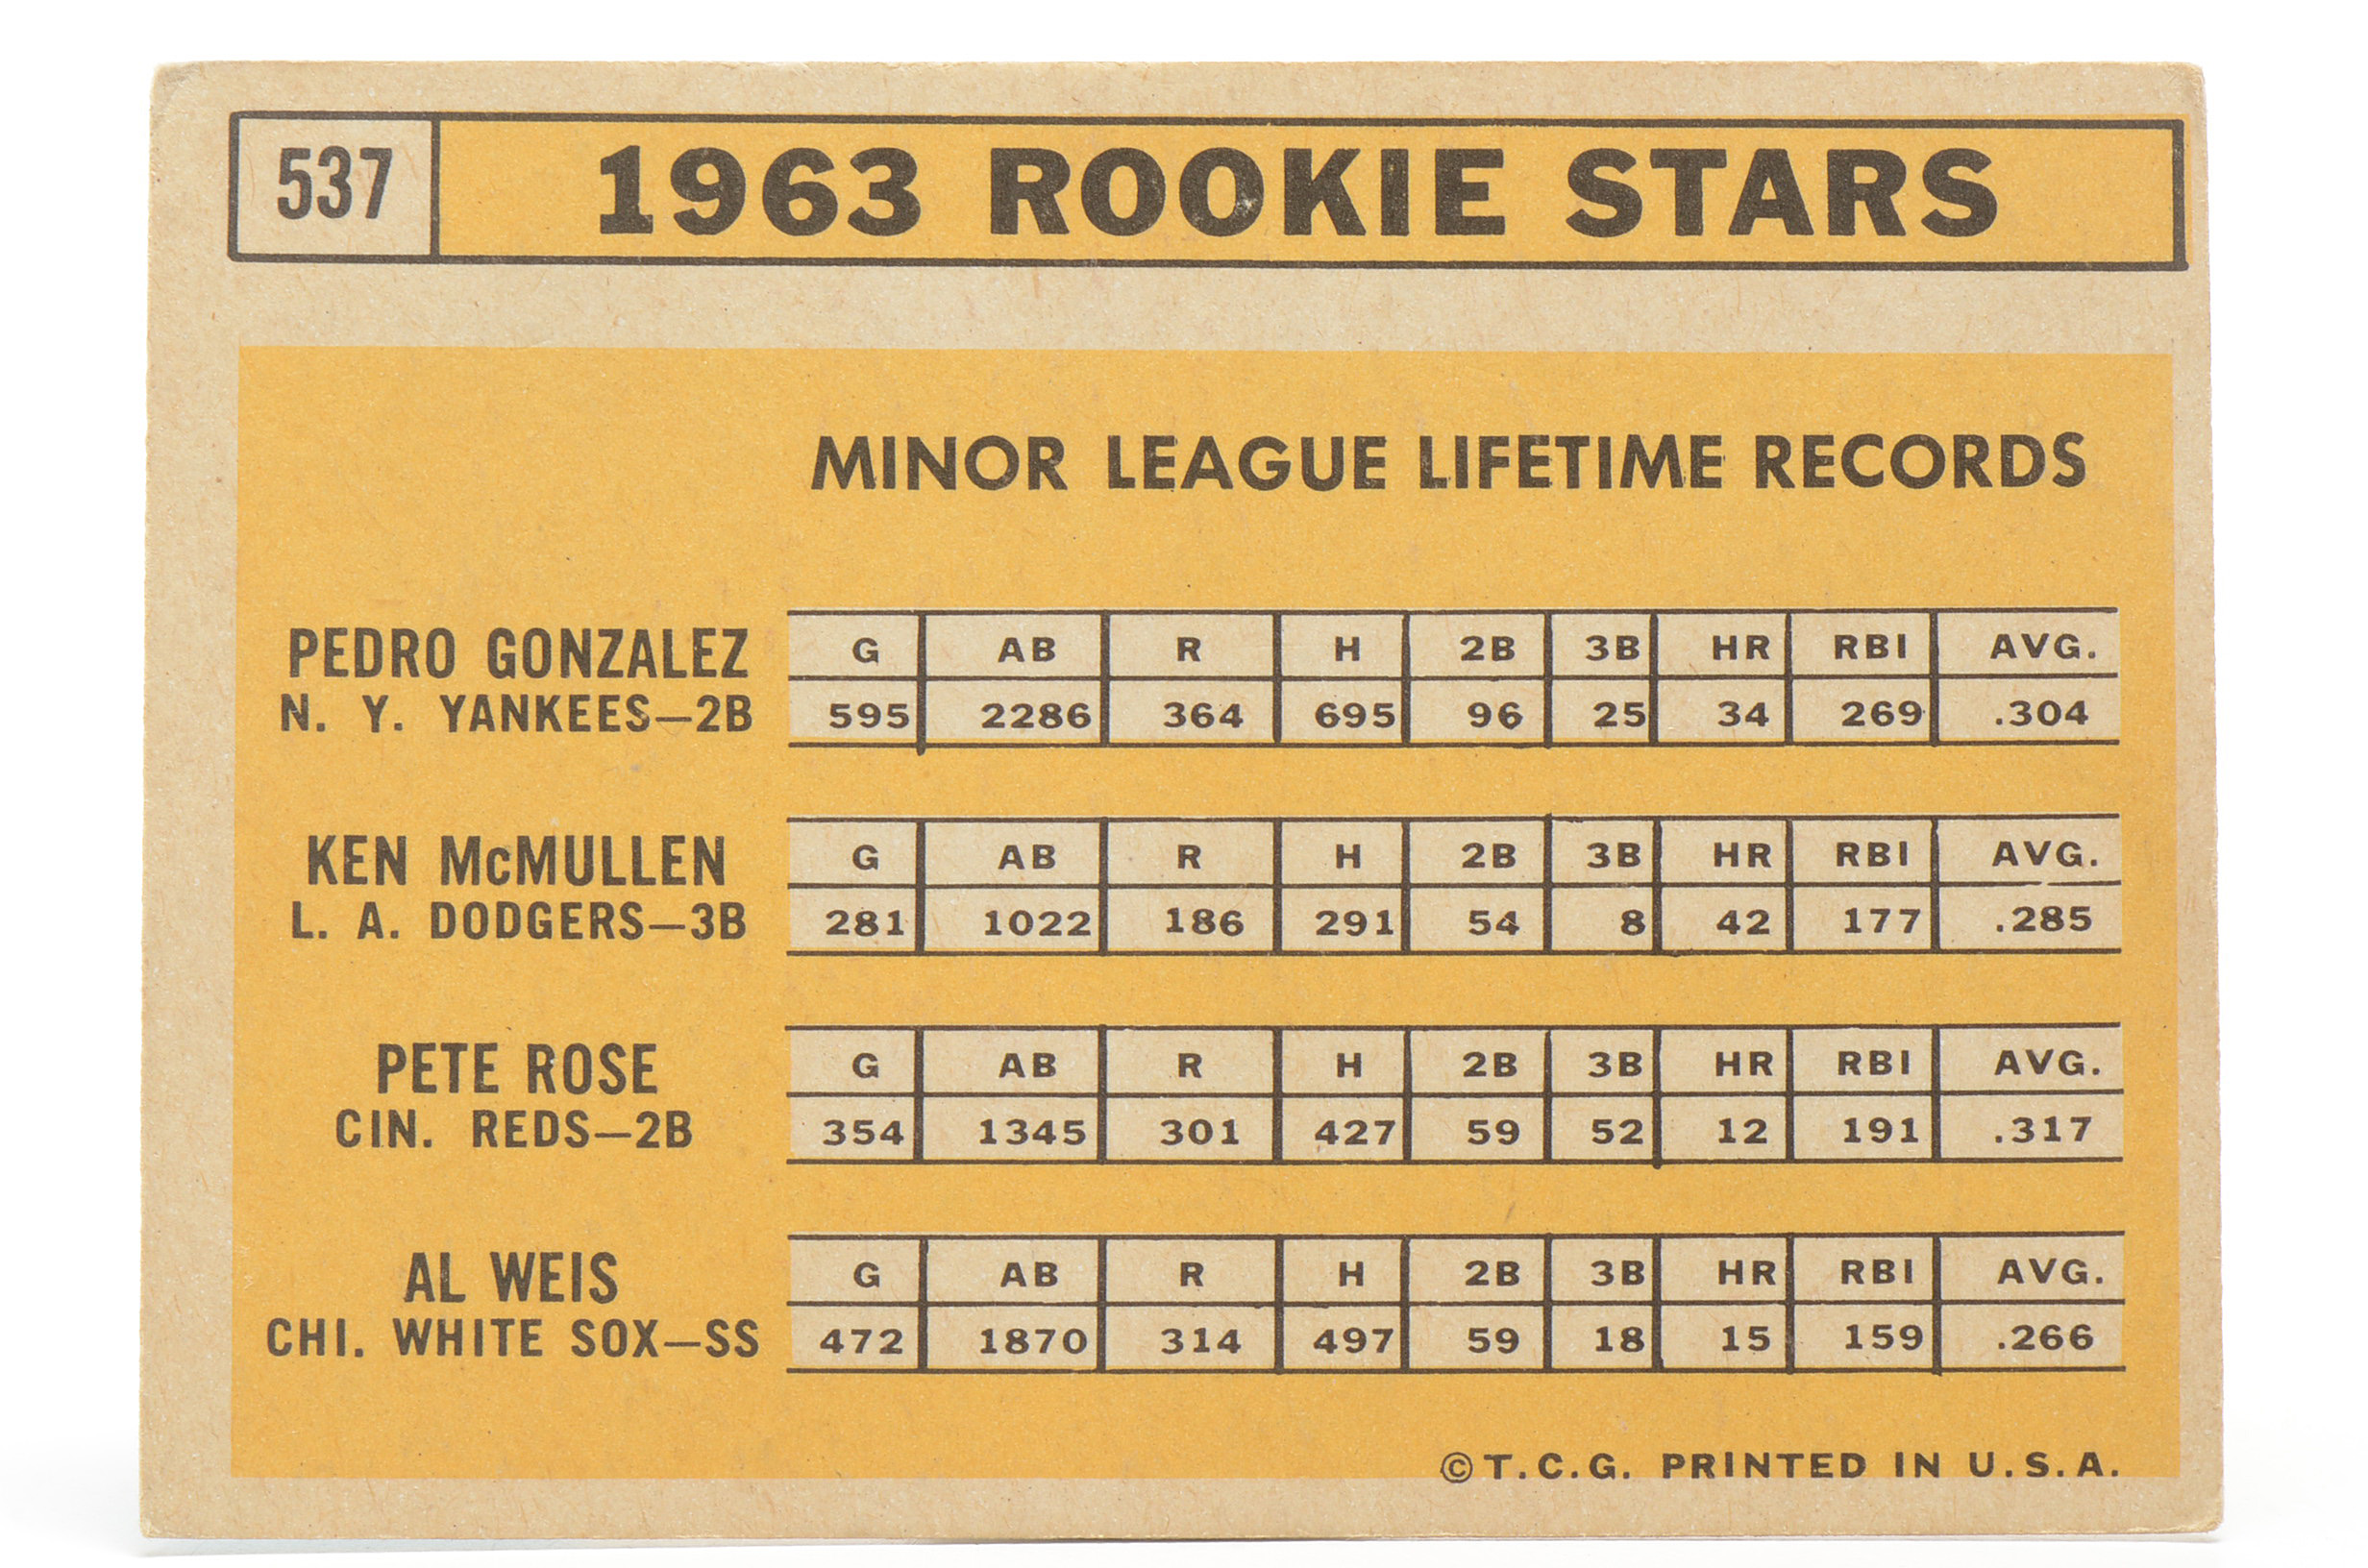 537 1963 ROOKIE STARS
MINOR LEAGUE LIFETIME RECORDS
PEDRO GONZALEZ
N. Y. YANKEES—2B
G AB R H 2B 3B HR RBI AVG.
595 2286 364 695 96 25 34 269 .304
KEN McMULLEN
L. A. DODGERS—3B
G AB R H 2B 3B HR RBI AVG.
281 1022 186 291 54 8 42 177 .285
PETE ROSE
CIN. REDS—2B
G AB R H 2B 3B HR RBI AVG.
354 1345 301 427 59 52 12 191 .317
AL WEIS
CHI. WHITE SOX—SS
G AB R H 2B 3B HR RBI AVG.
472 1870 314 497 59 18 15 159 .266
©T.C.G. PRINTED IN U.S.A.